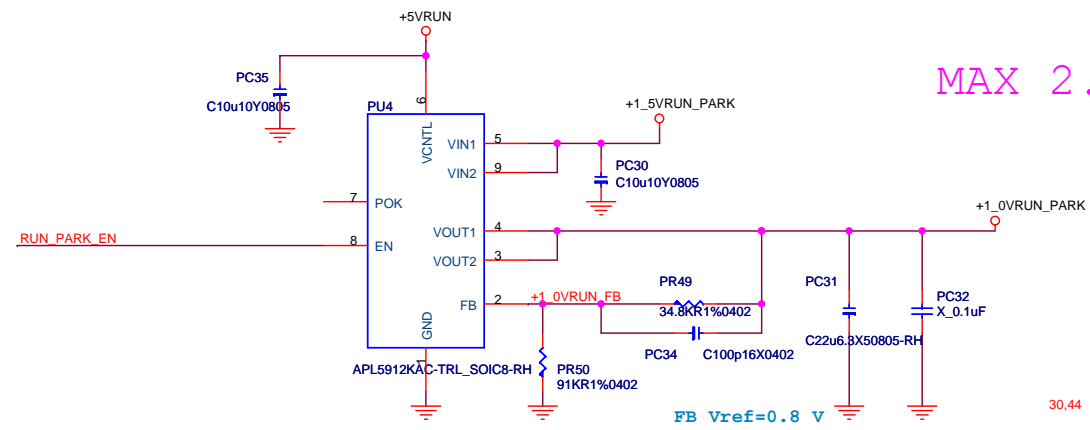 +5VRUN
MAX 2.
PC35
C10u10Y0805
PU4
6
VCNTL
+1_5VRUN_PARK
VIN1
5
VIN2
9
PC30
C10u10Y0805
7
POK
+1_0VRUN_PARK
RUN_PARK_EN
8
EN
VOUT1
4
VOUT2
3
PR49
PC31
FB
2
+1_0VRUN_FB
34.8KR1%0402
PC32
X_0.1uF
GND
1
PC34
C100p16X0402
C22u6.3X50805-RH
APL5912KAC-TRL_SOIC8-RH
PR50
91KR1%0402
FB Vref=0.8 V
30,44